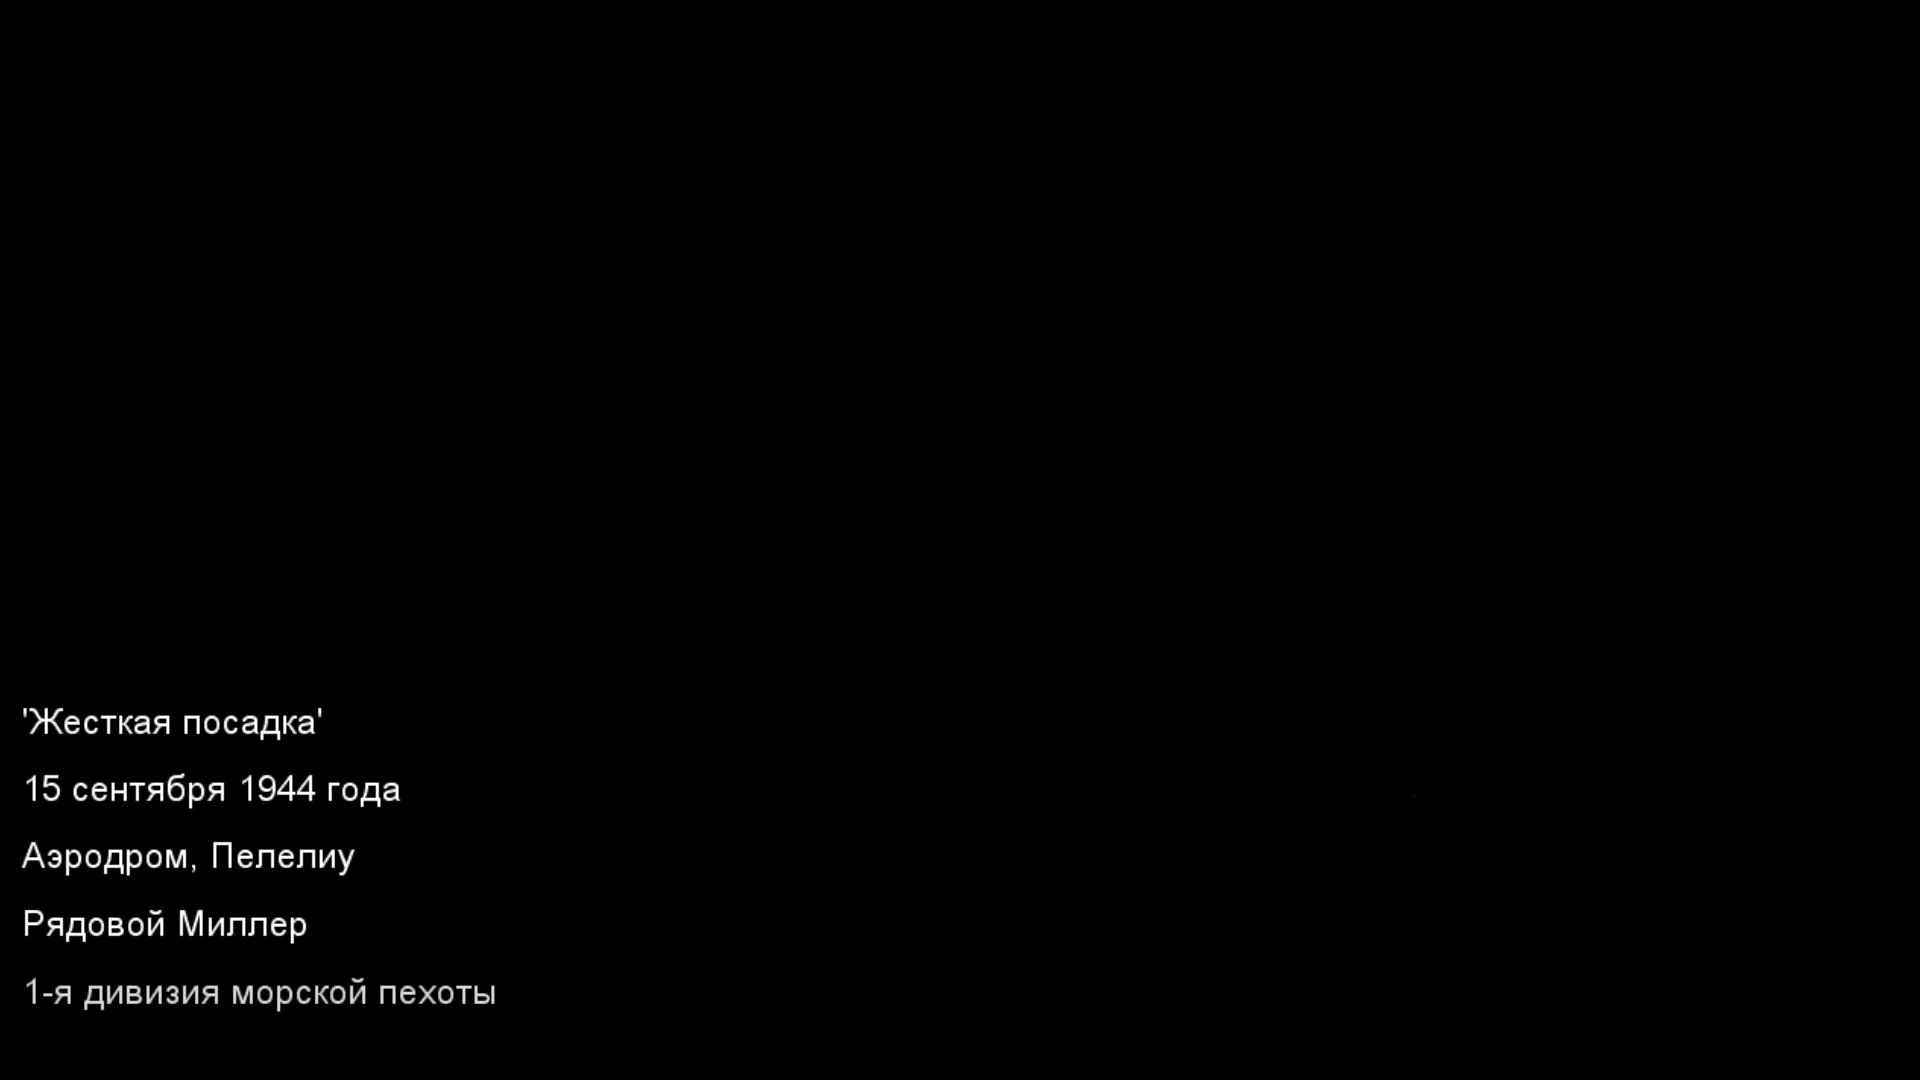 'Жесткая посадка'
15 сентября 1944 года
Аэродром, Пелелиу
Рядовой Миллер
1-я дивизия морской пехоты